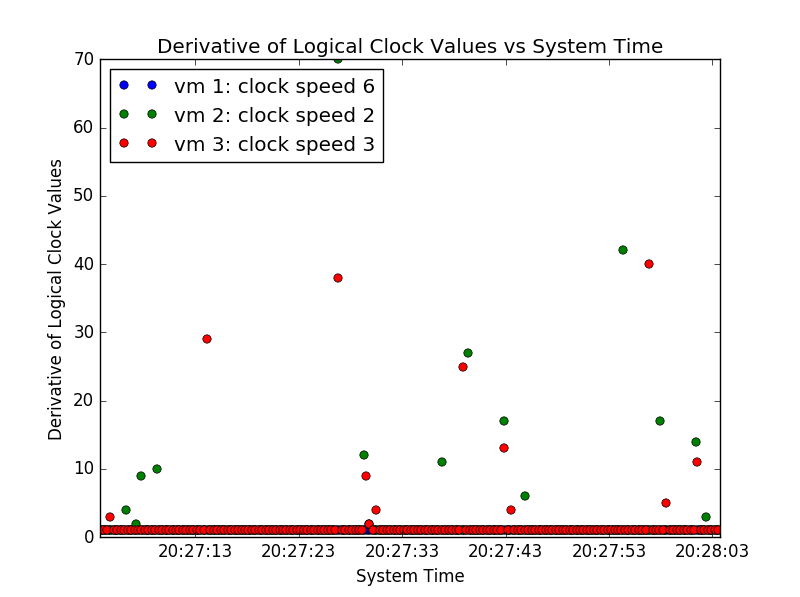 Derivative of Logical Clock Values vs System Time
70
60
50
40
30
20
10
0
Derivative of Logical Clock Values
vm 1: clock speed 6
vm 2: clock speed 2
vm 3: clock speed 3
20:27:13
20:27:23
20:27:33
20:27:43
20:27:53
20:28:03
System Time